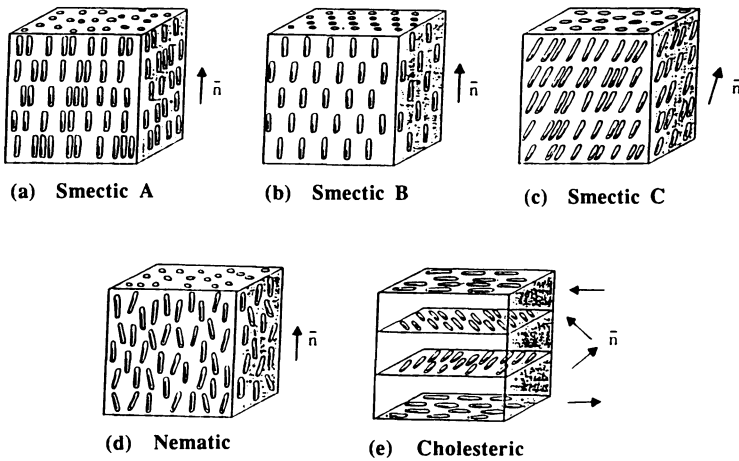 n̄
n̄
n̄
(a) Smectic A
(b) Smectic B
(c) Smectic C
n̄
n̄
(d) Nematic
(e) Cholesteric